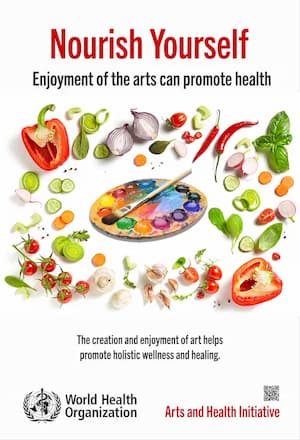 Nourish Yourself
Enjoyment of the arts can promote health
The creation and enjoyment of art helps
promote holistic wellness and healing.
World Health
Organization
Arts and Health Initiative